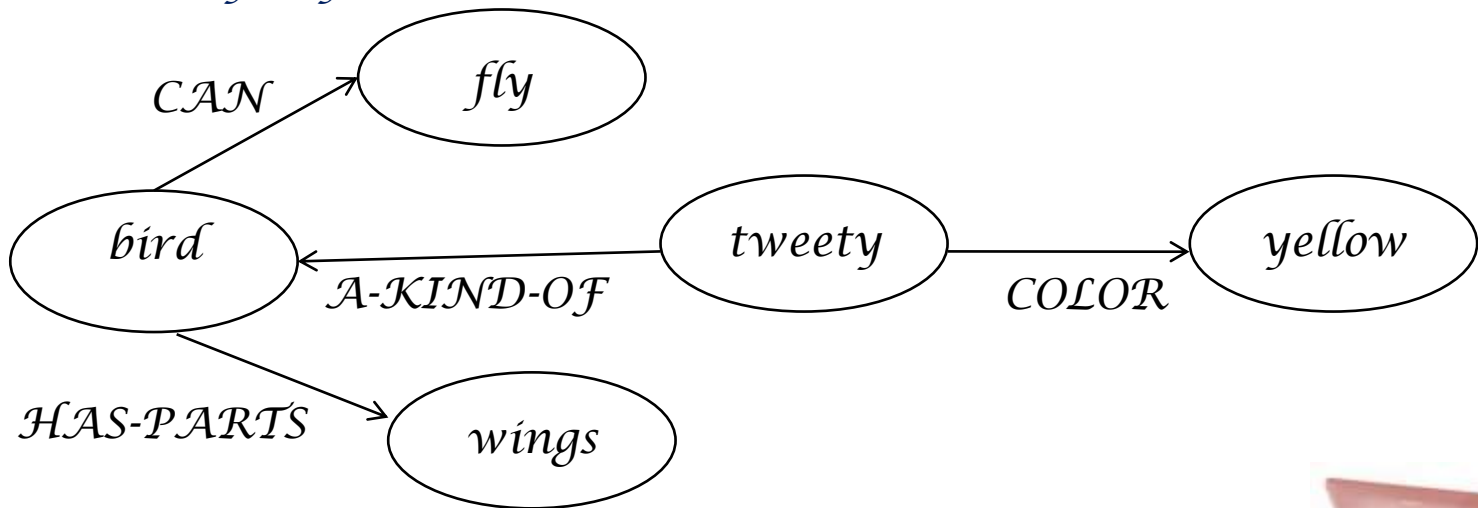 fly
CAN
bird
tweety
yellow
A-KIND-OF
COLOR
HAS-PARTS
wings